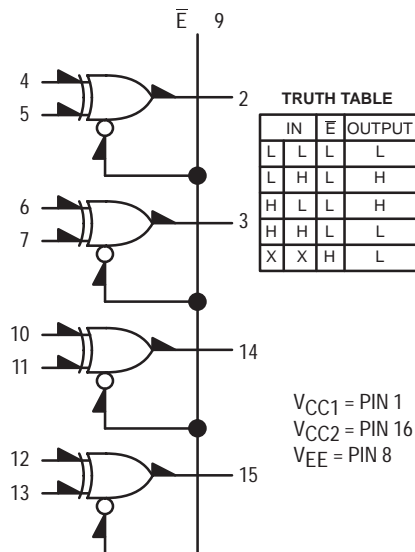 E̅ 9
4
5
2
6
7
3
10
11
14
12
13
15
TRUTH TABLE
IN E̅ OUTPUT
L L L L
L H L H
H L L H
H H L L
X X H L
VCC1 = PIN 1
VCC2 = PIN 16
VEE = PIN 8